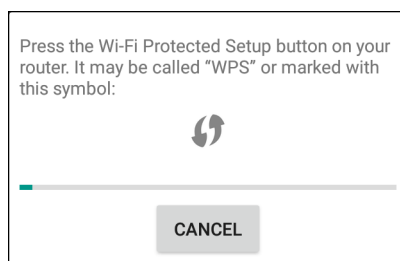 Press the Wi-Fi Protected Setup button on your
router. It may be called “WPS” or marked with
this symbol:
CANCEL